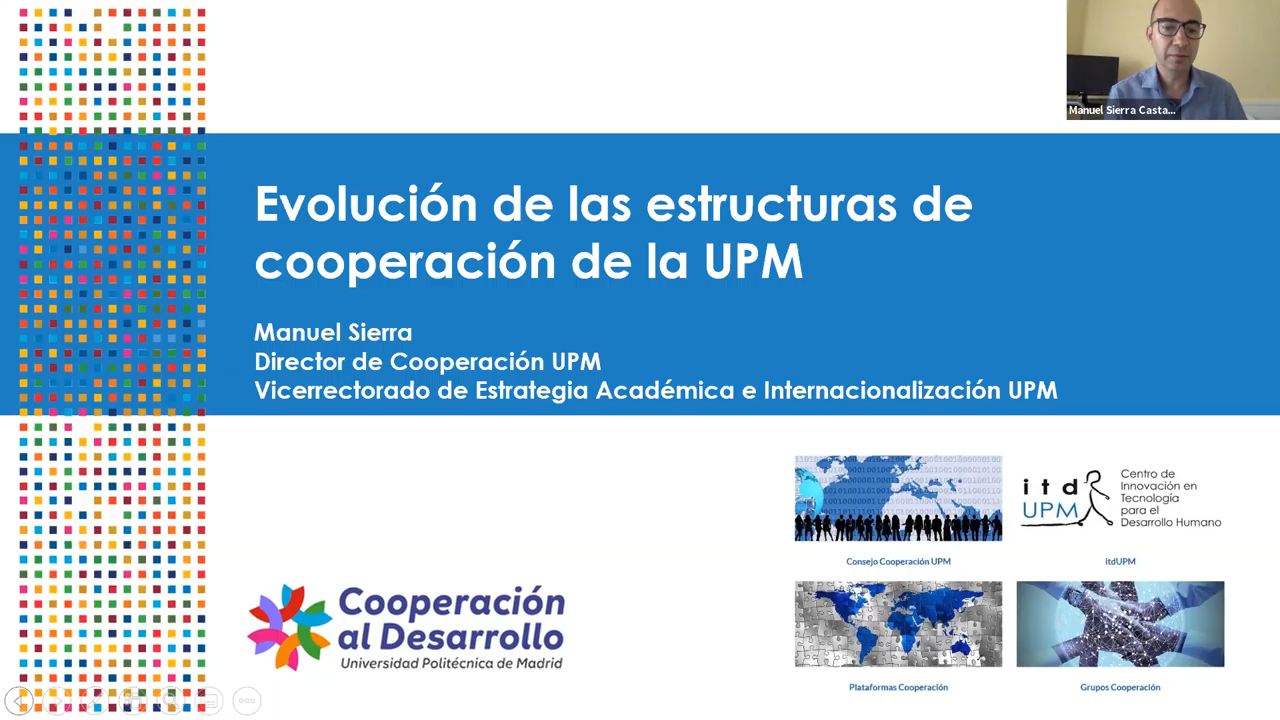 Manuel Sierra Casta...
Evolución de las estructuras de
cooperación de la UPM
Manuel Sierra
Director de Cooperación UPM
Vicerrectorado de Estrategia Académica e Internacionalización UPM
itd
UPM
Centro de
Innovación en
Tecnología
para el
Desarrollo Humano
Consejo Cooperación UPM
itdUPM
Cooperación
al Desarrollo
Universidad Politécnica de Madrid
Plataformas Cooperación
Grupos Cooperación